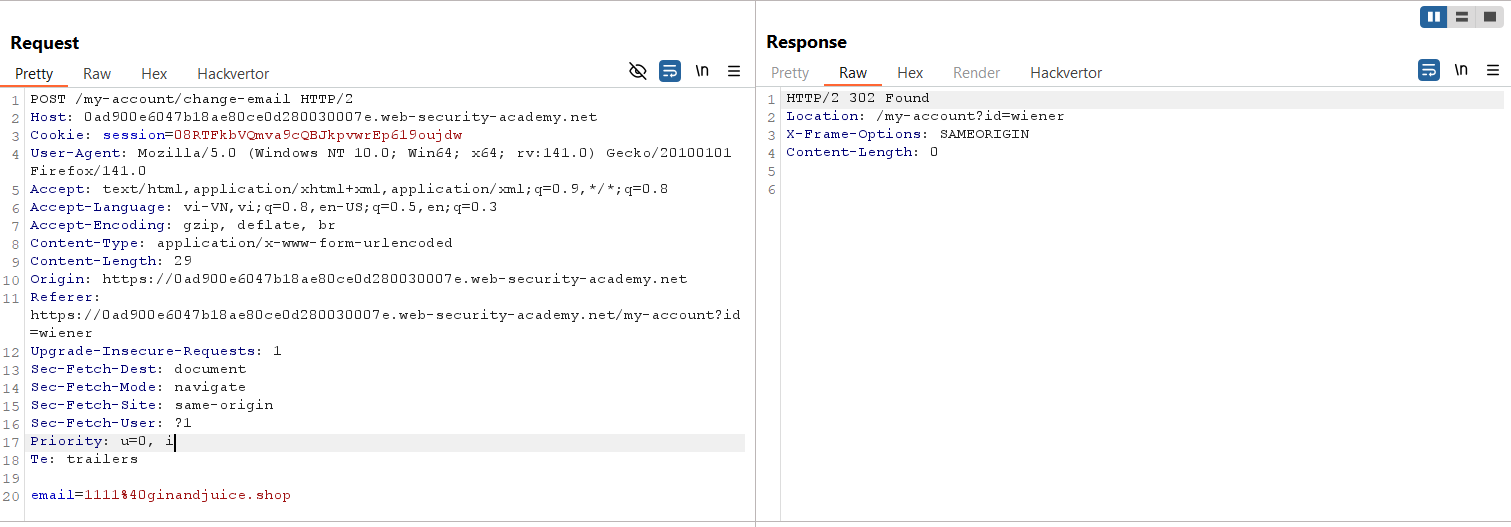 Request
Pretty Raw Hex Hackvertor \n
1 POST /my-account/change-email HTTP/2
2 Host: 0ad900e6047b18ae80ce0d280030007e.web-security-academy.net
3 Cookie: session=08RTFkbVQmva9cQBJkpvwrEp619oujdw
4 User-Agent: Mozilla/5.0 (Windows NT 10.0; Win64; x64; rv:141.0) Gecko/20100101
Firefox/141.0
5 Accept: text/html,application/xhtml+xml,application/xml;q=0.9,*/*;q=0.8
6 Accept-Language: vi-VN,vi;q=0.8,en-US;q=0.5,en;q=0.3
7 Accept-Encoding: gzip, deflate, br
8 Content-Type: application/x-www-form-urlencoded
9 Content-Length: 29
10 Origin: https://0ad900e6047b18ae80ce0d280030007e.web-security-academy.net
11 Referer:
https://0ad900e6047b18ae80ce0d280030007e.web-security-academy.net/my-account?id
=wiener
12 Upgrade-Insecure-Requests: 1
13 Sec-Fetch-Dest: document
14 Sec-Fetch-Mode: navigate
15 Sec-Fetch-Site: same-origin
16 Sec-Fetch-User: ?1
17 Priority: u=0, i
18 Te: trailers
19
20 email=1111%40ginandjuice.shop
Response
Pretty Raw Hex Render Hackvertor \n
1 HTTP/2 302 Found
2 Location: /my-account?id=wiener
3 X-Frame-Options: SAMEORIGIN
4 Content-Length: 0
5
6